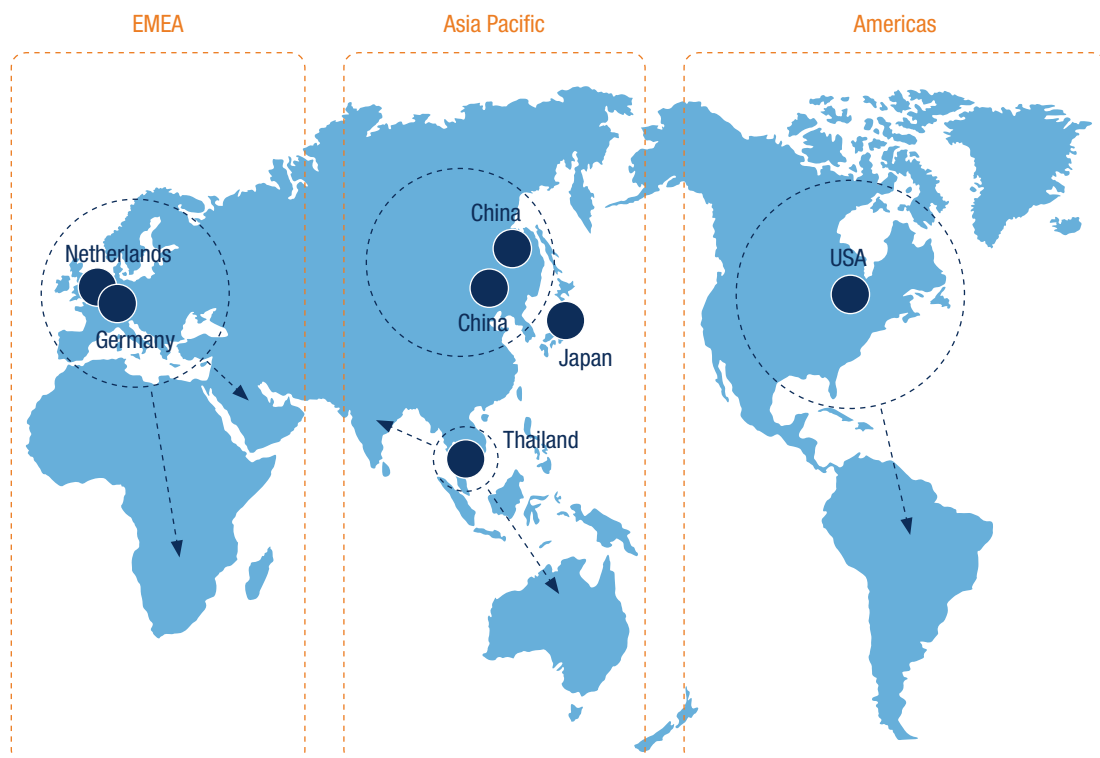 EMEA
Asia Pacific
Americas
China
Netherlands
USA
China
Germany
Japan
Thailand